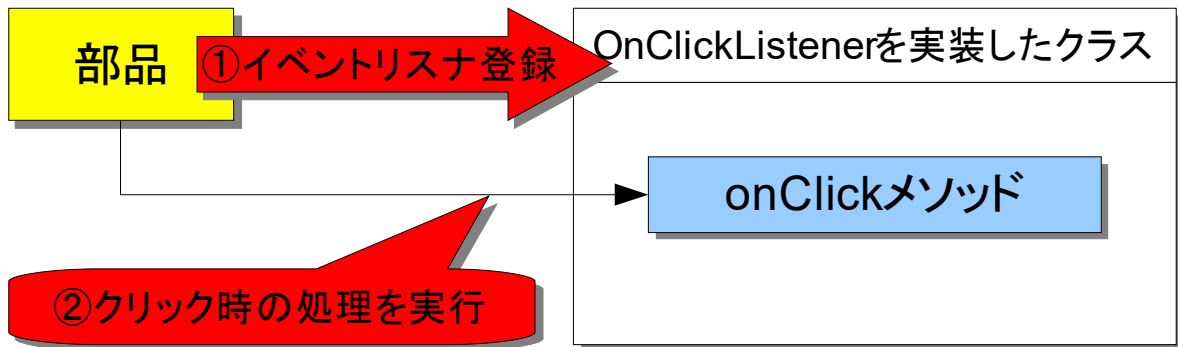 部品
①イベントリスナ登録
OnClickListenerを実装したクラス
onClickメソッド
②クリック時の処理を実行